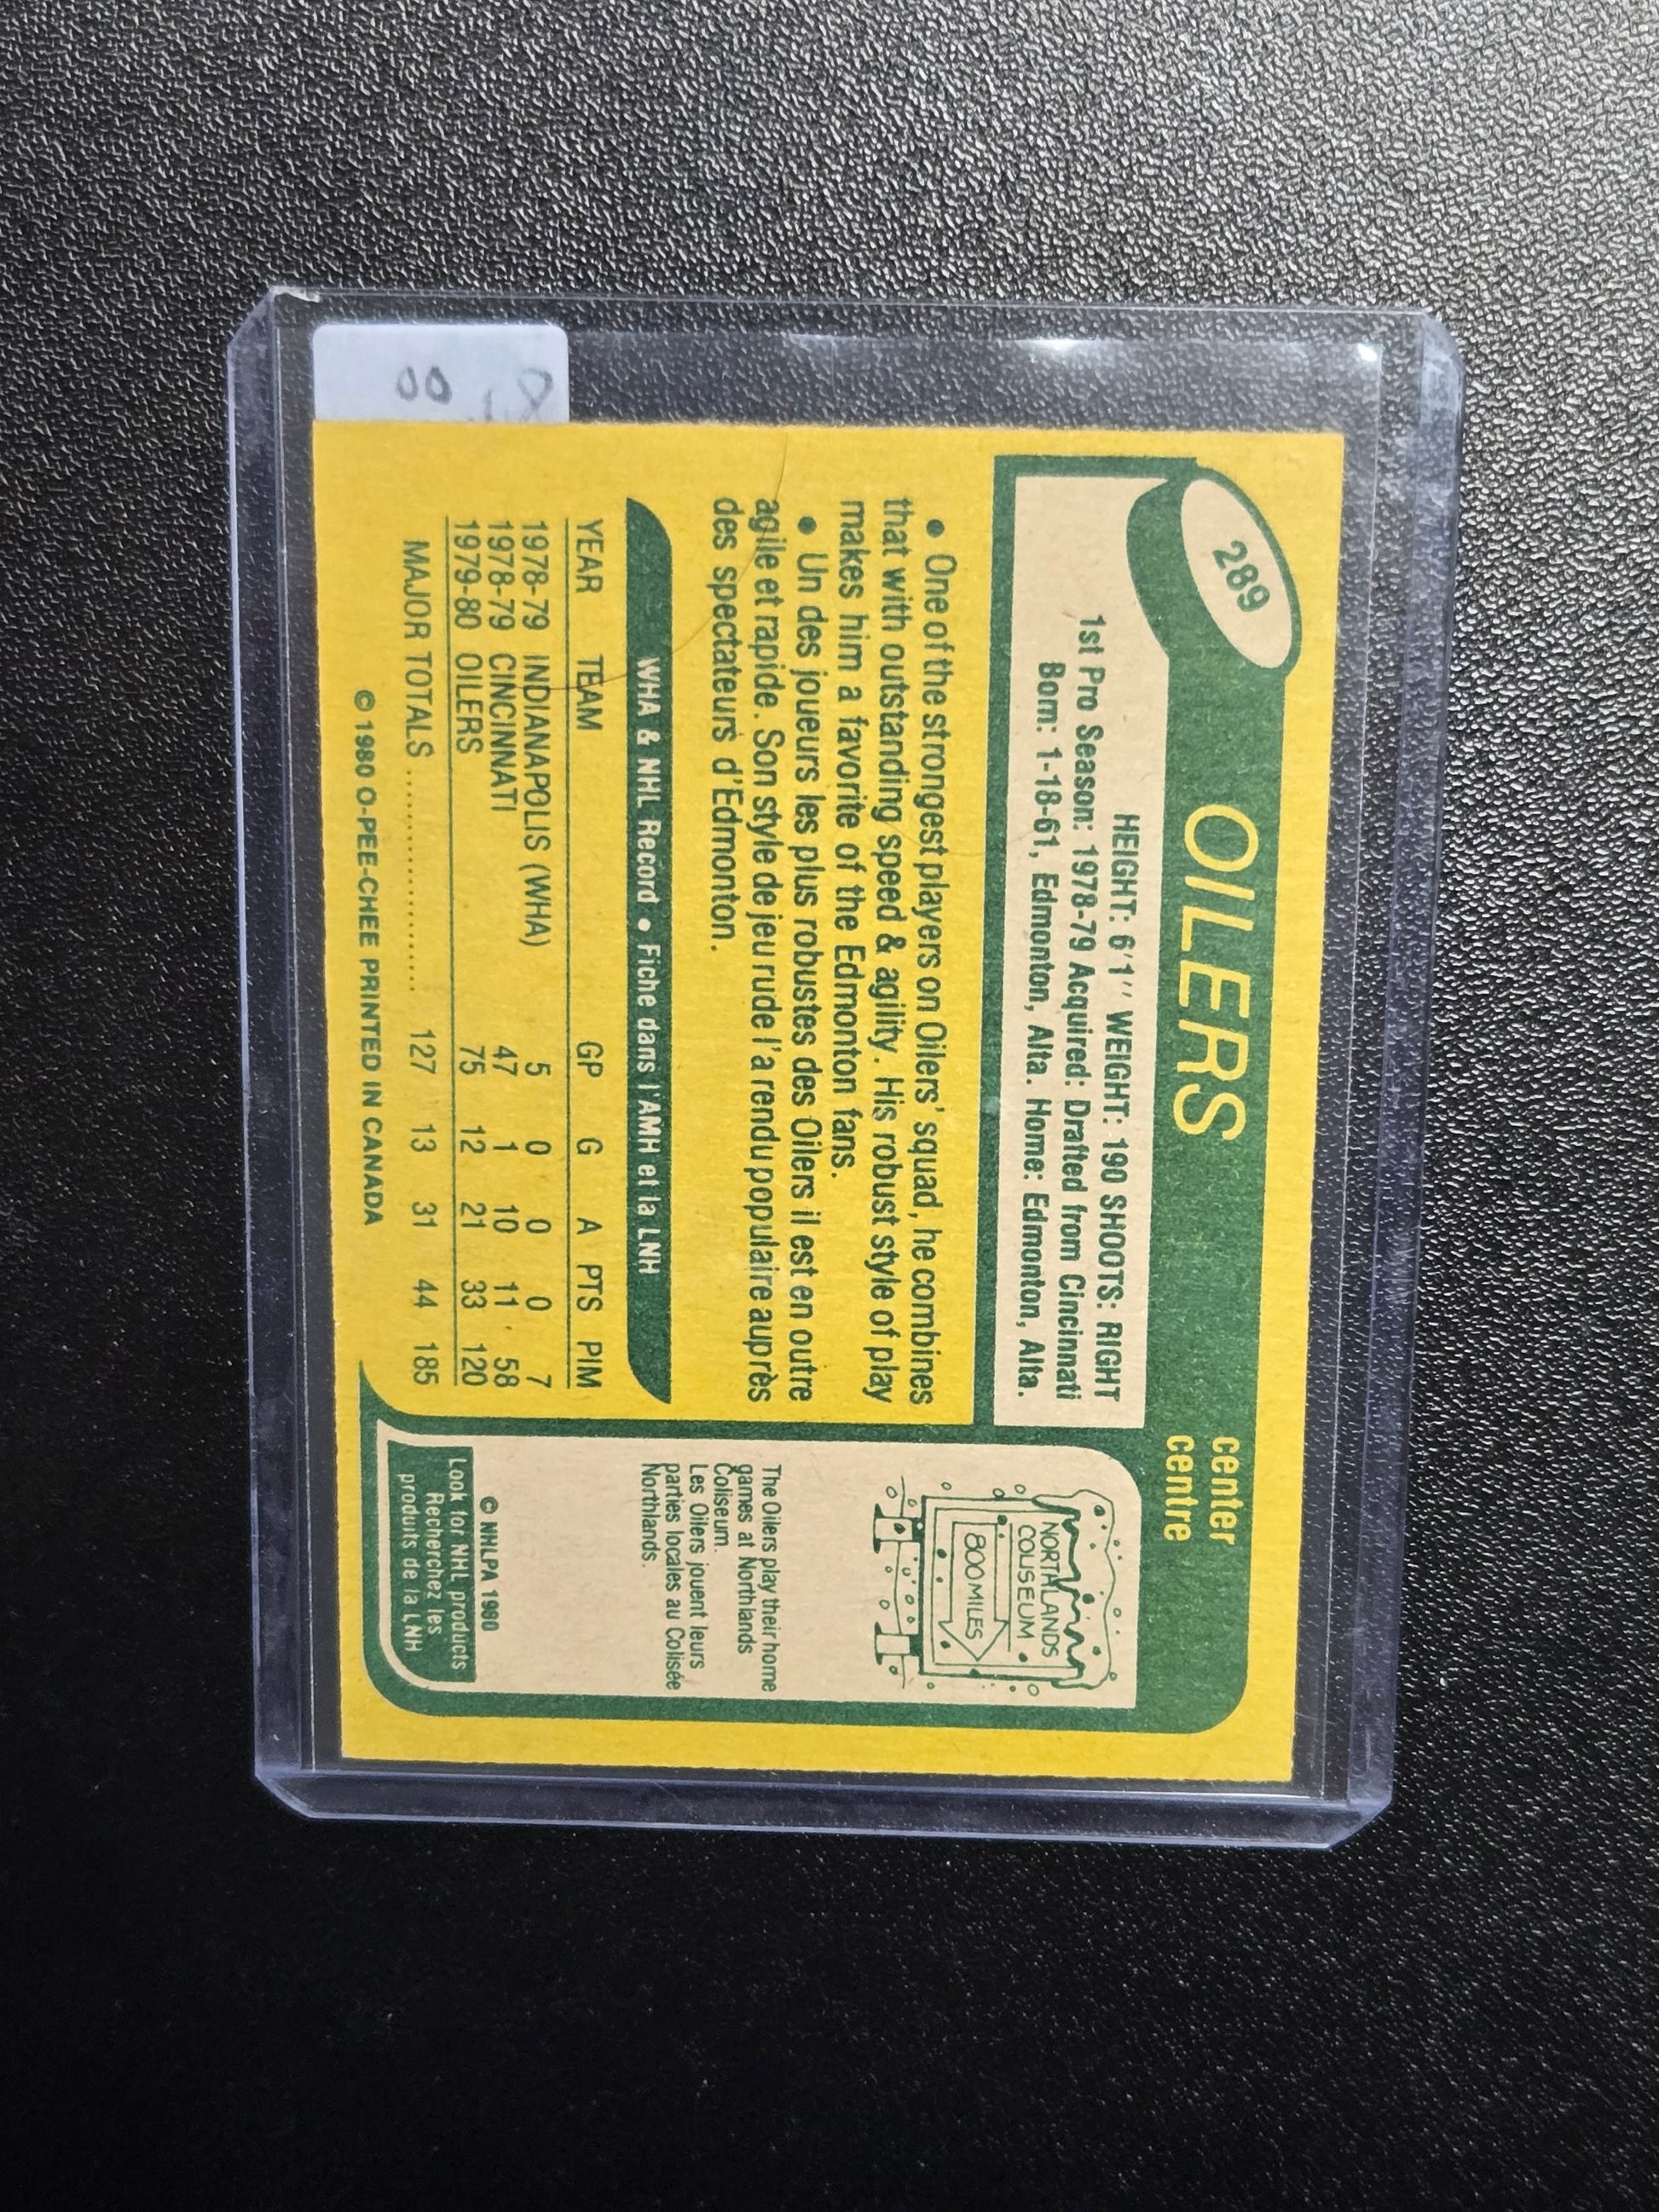 289
OILERS
center
centre
HEIGHT: 6'1'' WEIGHT: 190 SHOOTS: RIGHT
1st Pro Season: 1978-79 Acquired: Drafted from Cincinnati
Born: 1-18-61, Edmonton, Alta. Home: Edmonton, Alta.
• One of the strongest players on Oilers' squad, he combines
that with outstanding speed & agility. His robust style of play
makes him a favorite of the Edmonton fans.
• Un des joueurs les plus robustes des Oilers il est en outre
agile et rapide. Son style de jeu rude l'a rendu populaire auprès
des spectateurs d'Edmonton.
WHA & NHL Record • Fiche dans l'AMH et la LNH
YEAR TEAM GP G A PTS PIM
1978-79 INDIANAPOLIS (WHA) 5 0 0 0 7
1978-79 CINCINNATI 47 1 10 11 58
1979-80 OILERS 75 12 21 33 120
MAJOR TOTALS .................... 127 13 31 44 185
© 1980 O-PEE-CHEE PRINTED IN CANADA
NORTHLANDS
COLISEUM
800 MILES
The Oilers play their home
games at Northlands
Coliseum.
Les Oilers jouent leurs
parties locales au Colisée
Northlands.
© NHLPA 1980
Look for NHL products
Recherchez les
produits de la LNH